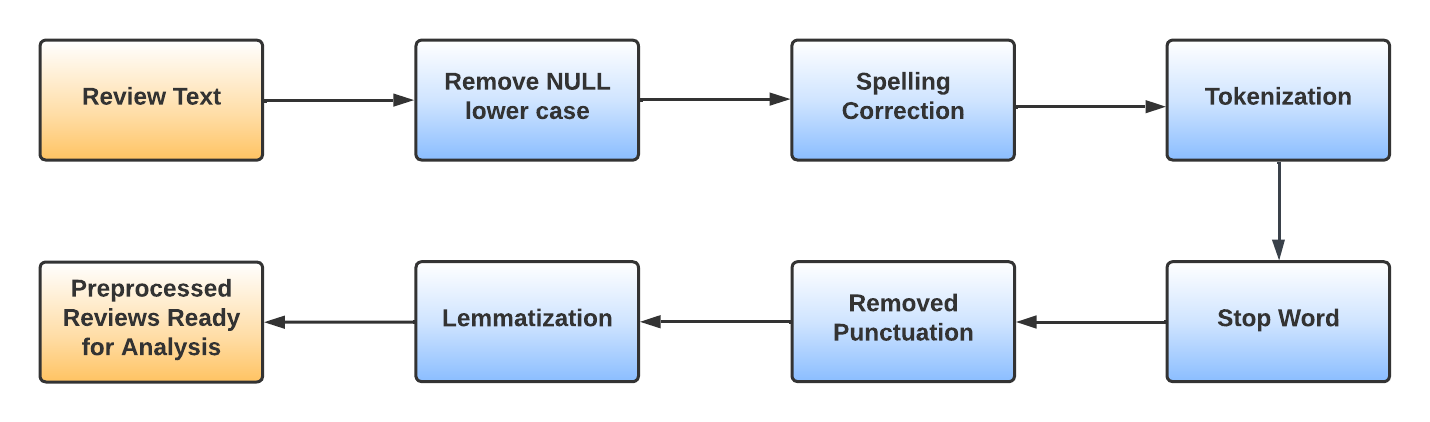 Review Text
Remove NULL
lower case
Spelling
Correction
Tokenization
Stop Word
Removed
Punctuation
Lemmatization
Preprocessed
Reviews Ready
for Analysis